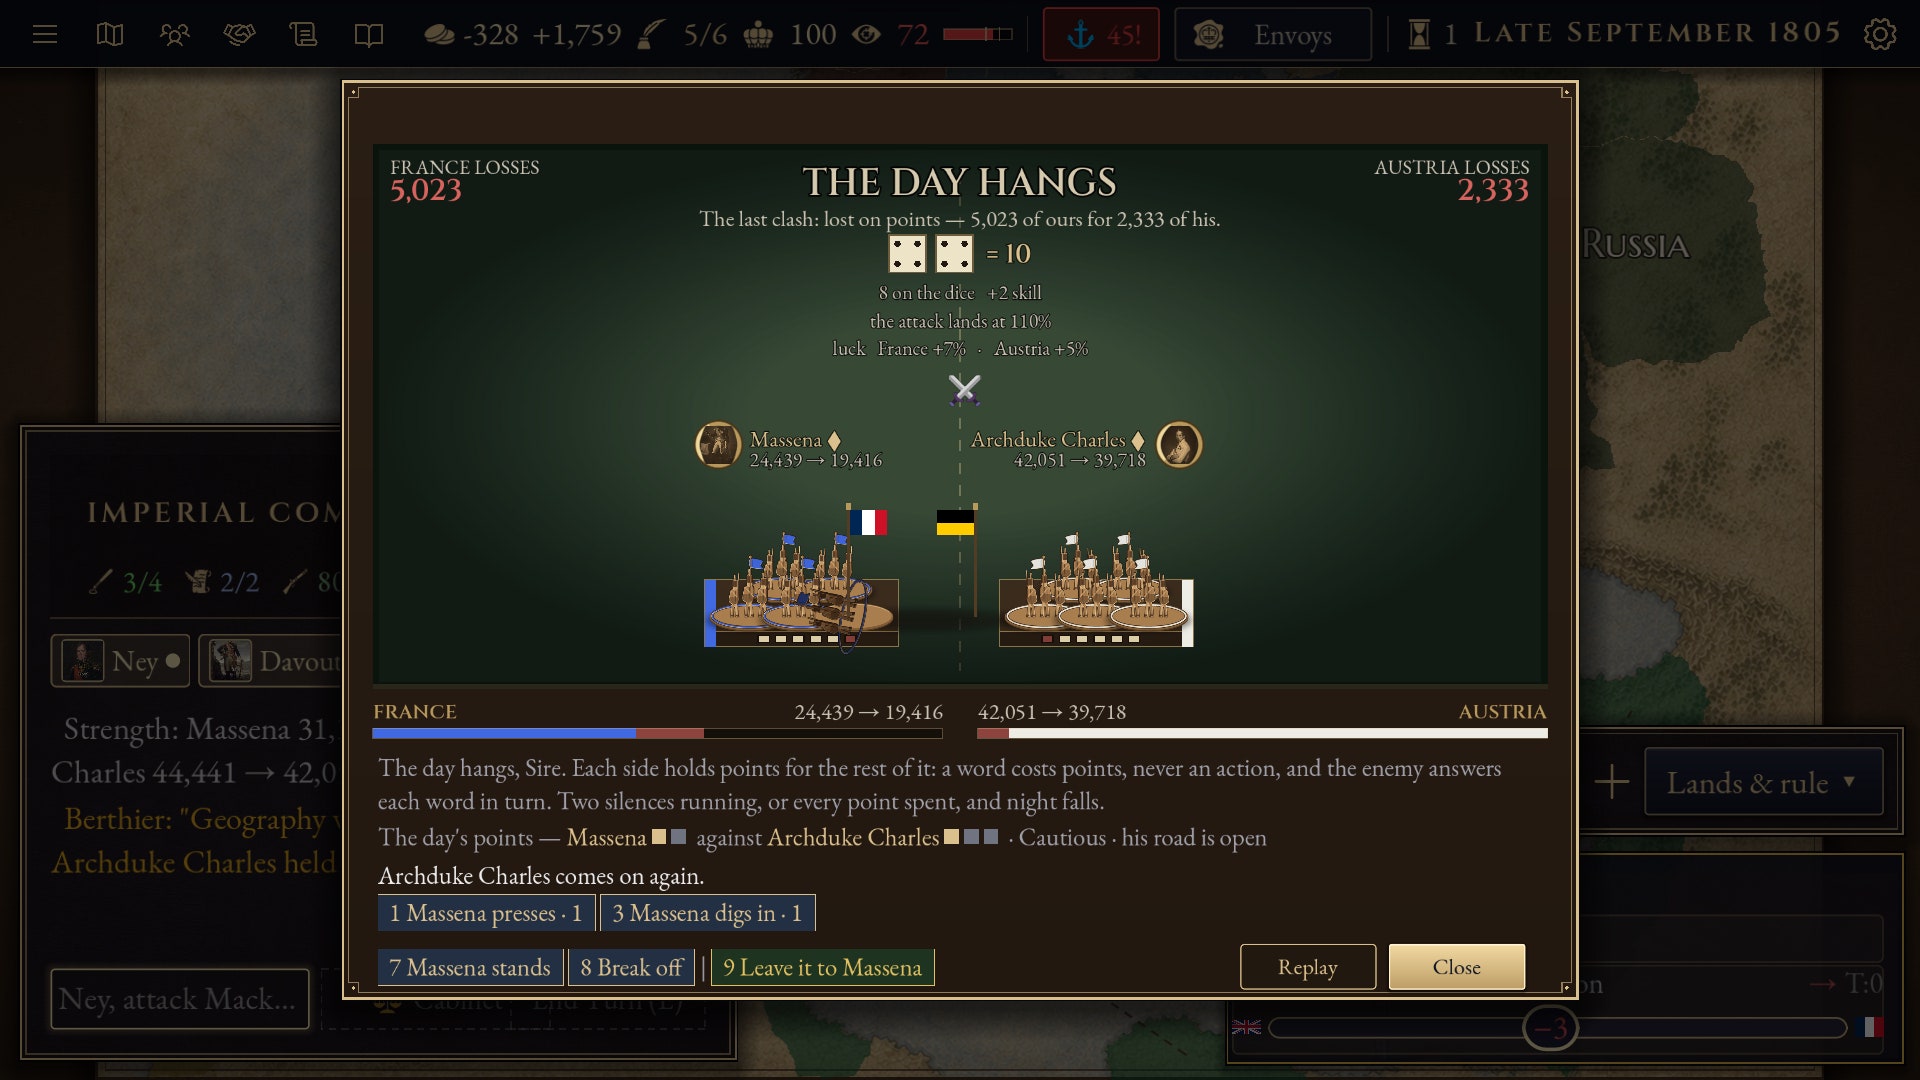 -328 +1,759 5/6 100 72 45! Envoys 1 Late September 1805
Russia
FRANCE LOSSES
5,023
AUSTRIA LOSSES
2,333
THE DAY HANGS
The last clash: lost on points — 5,023 of ours for 2,333 of his.
= 10
8 on the dice +2 skill
the attack lands at 110%
luck France +7% · Austria +5%
Massena
24,439 → 19,416
Archduke Charles
42,051 → 39,718
FRANCE 24,439 → 19,416 42,051 → 39,718 AUSTRIA
The day hangs, Sire. Each side holds points for the rest of it: a word costs points, never an action, and the enemy answers
each word in turn. Two silences running, or every point spent, and night falls.
The day's points — Massena against Archduke Charles · Cautious · his road is open
Archduke Charles comes on again.
1 Massena presses · 1 3 Massena digs in · 1
7 Massena stands 8 Break off | 9 Leave it to Massena
Replay Close
IMPERIAL COM
3/4 2/2 80
Ney Davout
Strength: Massena 31,
Charles 44,441 → 42,0
Berthier: "Geography
Archduke Charles held
Ney, attack Mack...
Cabinet End Turn (E)
Lands & rule
on → T:0
-3